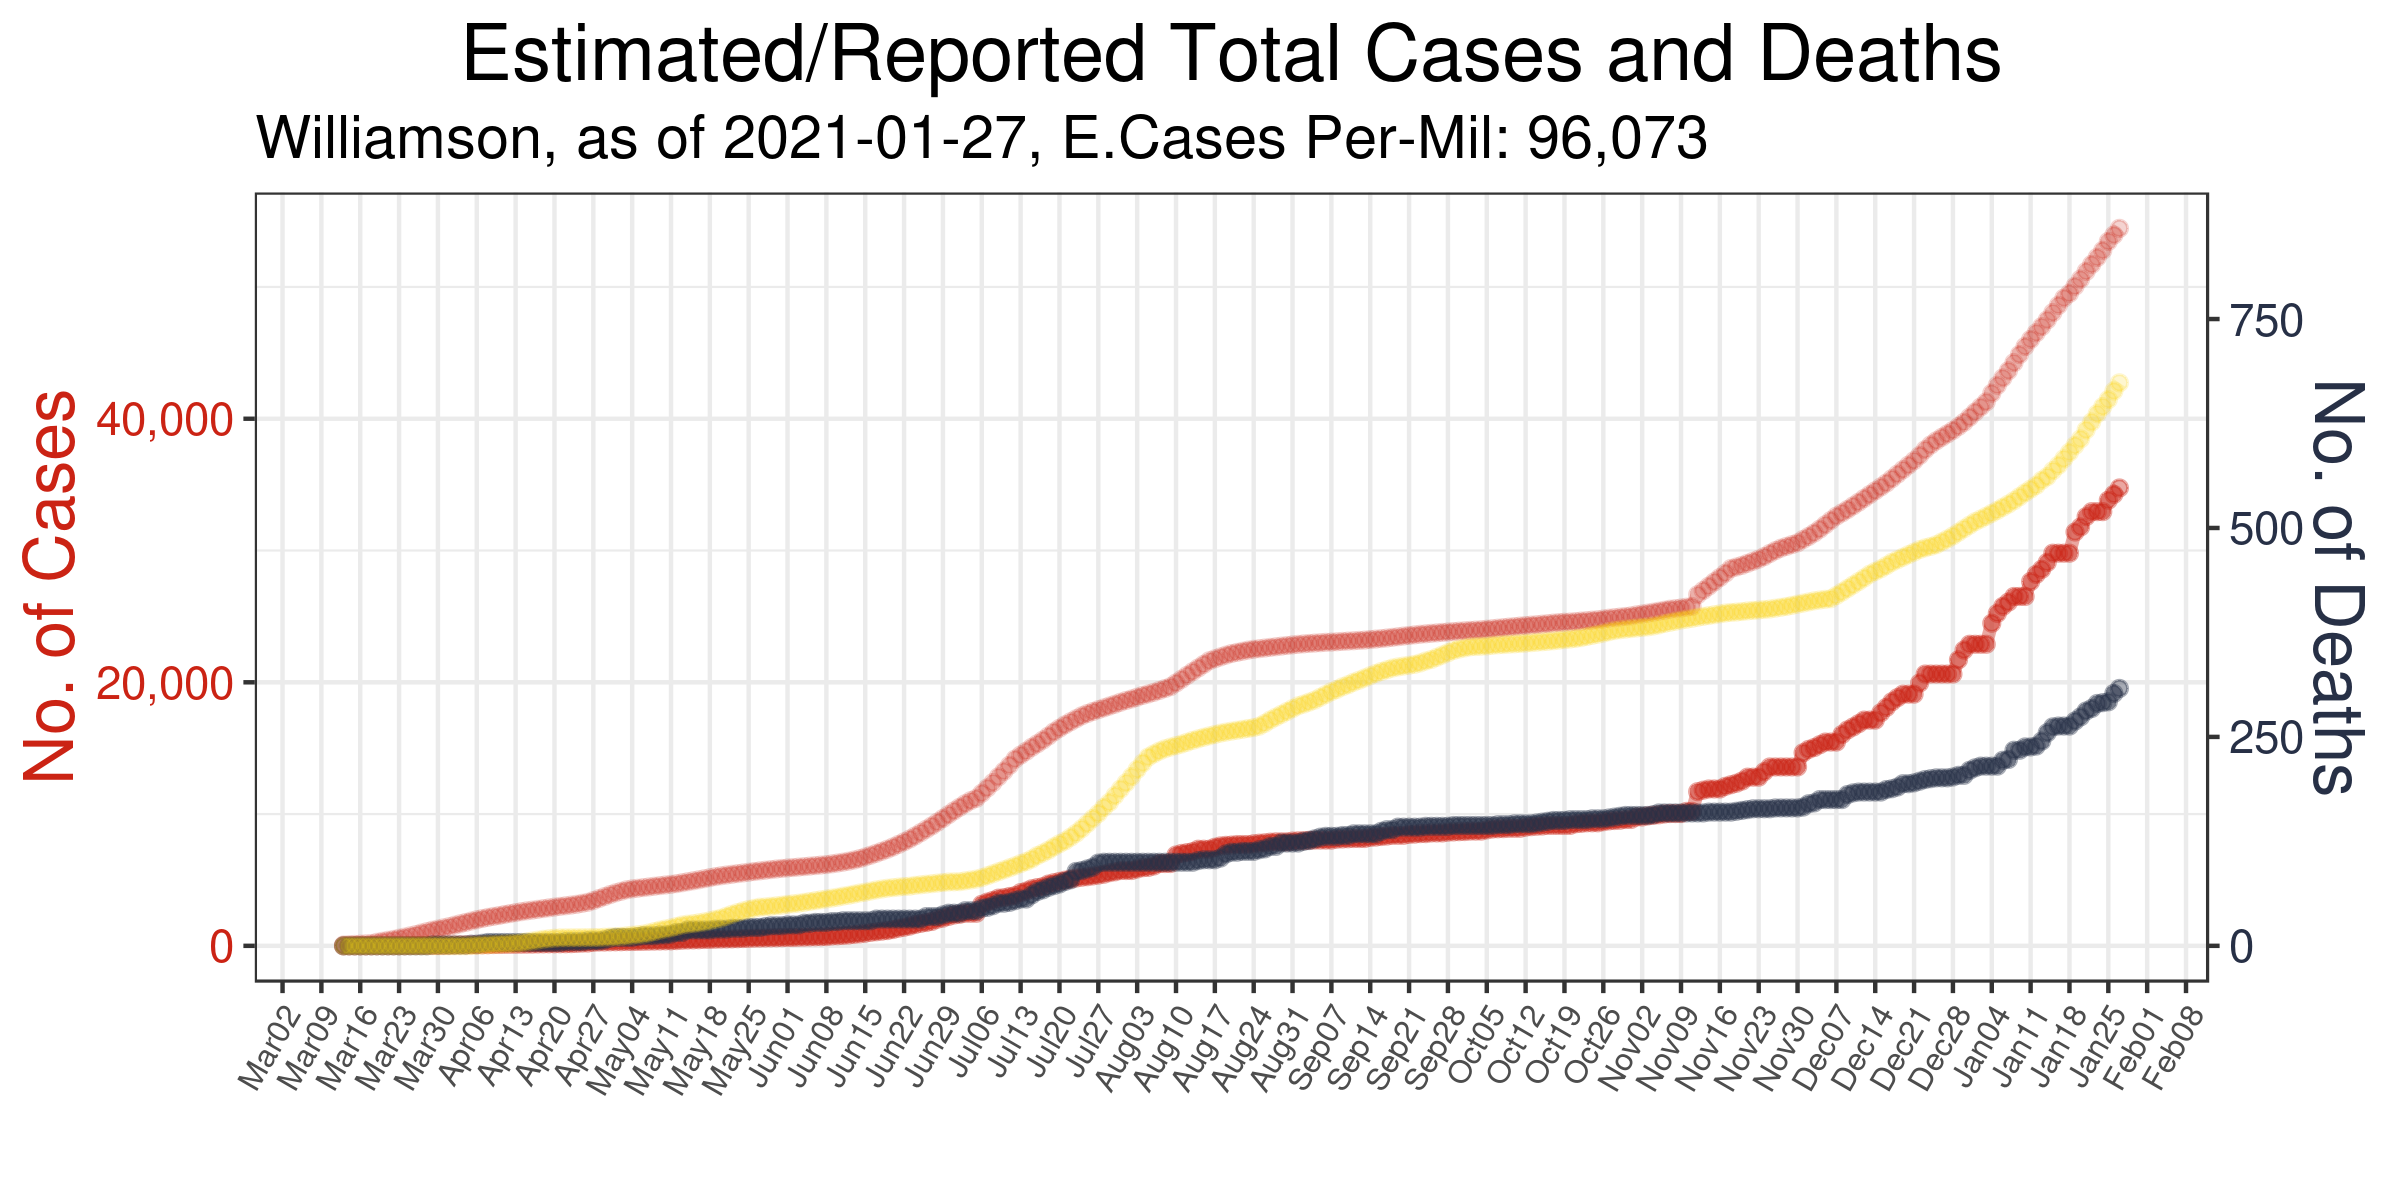 Estimated/Reported Total Cases and Deaths
Williamson, as of 2021-01-27, E.Cases Per-Mil: 96,073
No. of Cases
40,000
20,000
0
750
500
250
0
No. of Deaths
Mar02
Mar09
Mar16
Mar23
Mar30
Apr06
Apr13
Apr20
Apr27
May04
May11
May18
May25
Jun01
Jun08
Jun15
Jun22
Jun29
Jul06
Jul13
Jul20
Jul27
Aug03
Aug10
Aug17
Aug24
Aug31
Sep07
Sep14
Sep21
Sep28
Oct05
Oct12
Oct19
Oct26
Nov02
Nov09
Nov16
Nov23
Nov30
Dec07
Dec14
Dec21
Dec28
Jan04
Jan11
Jan18
Jan25
Feb01
Feb08